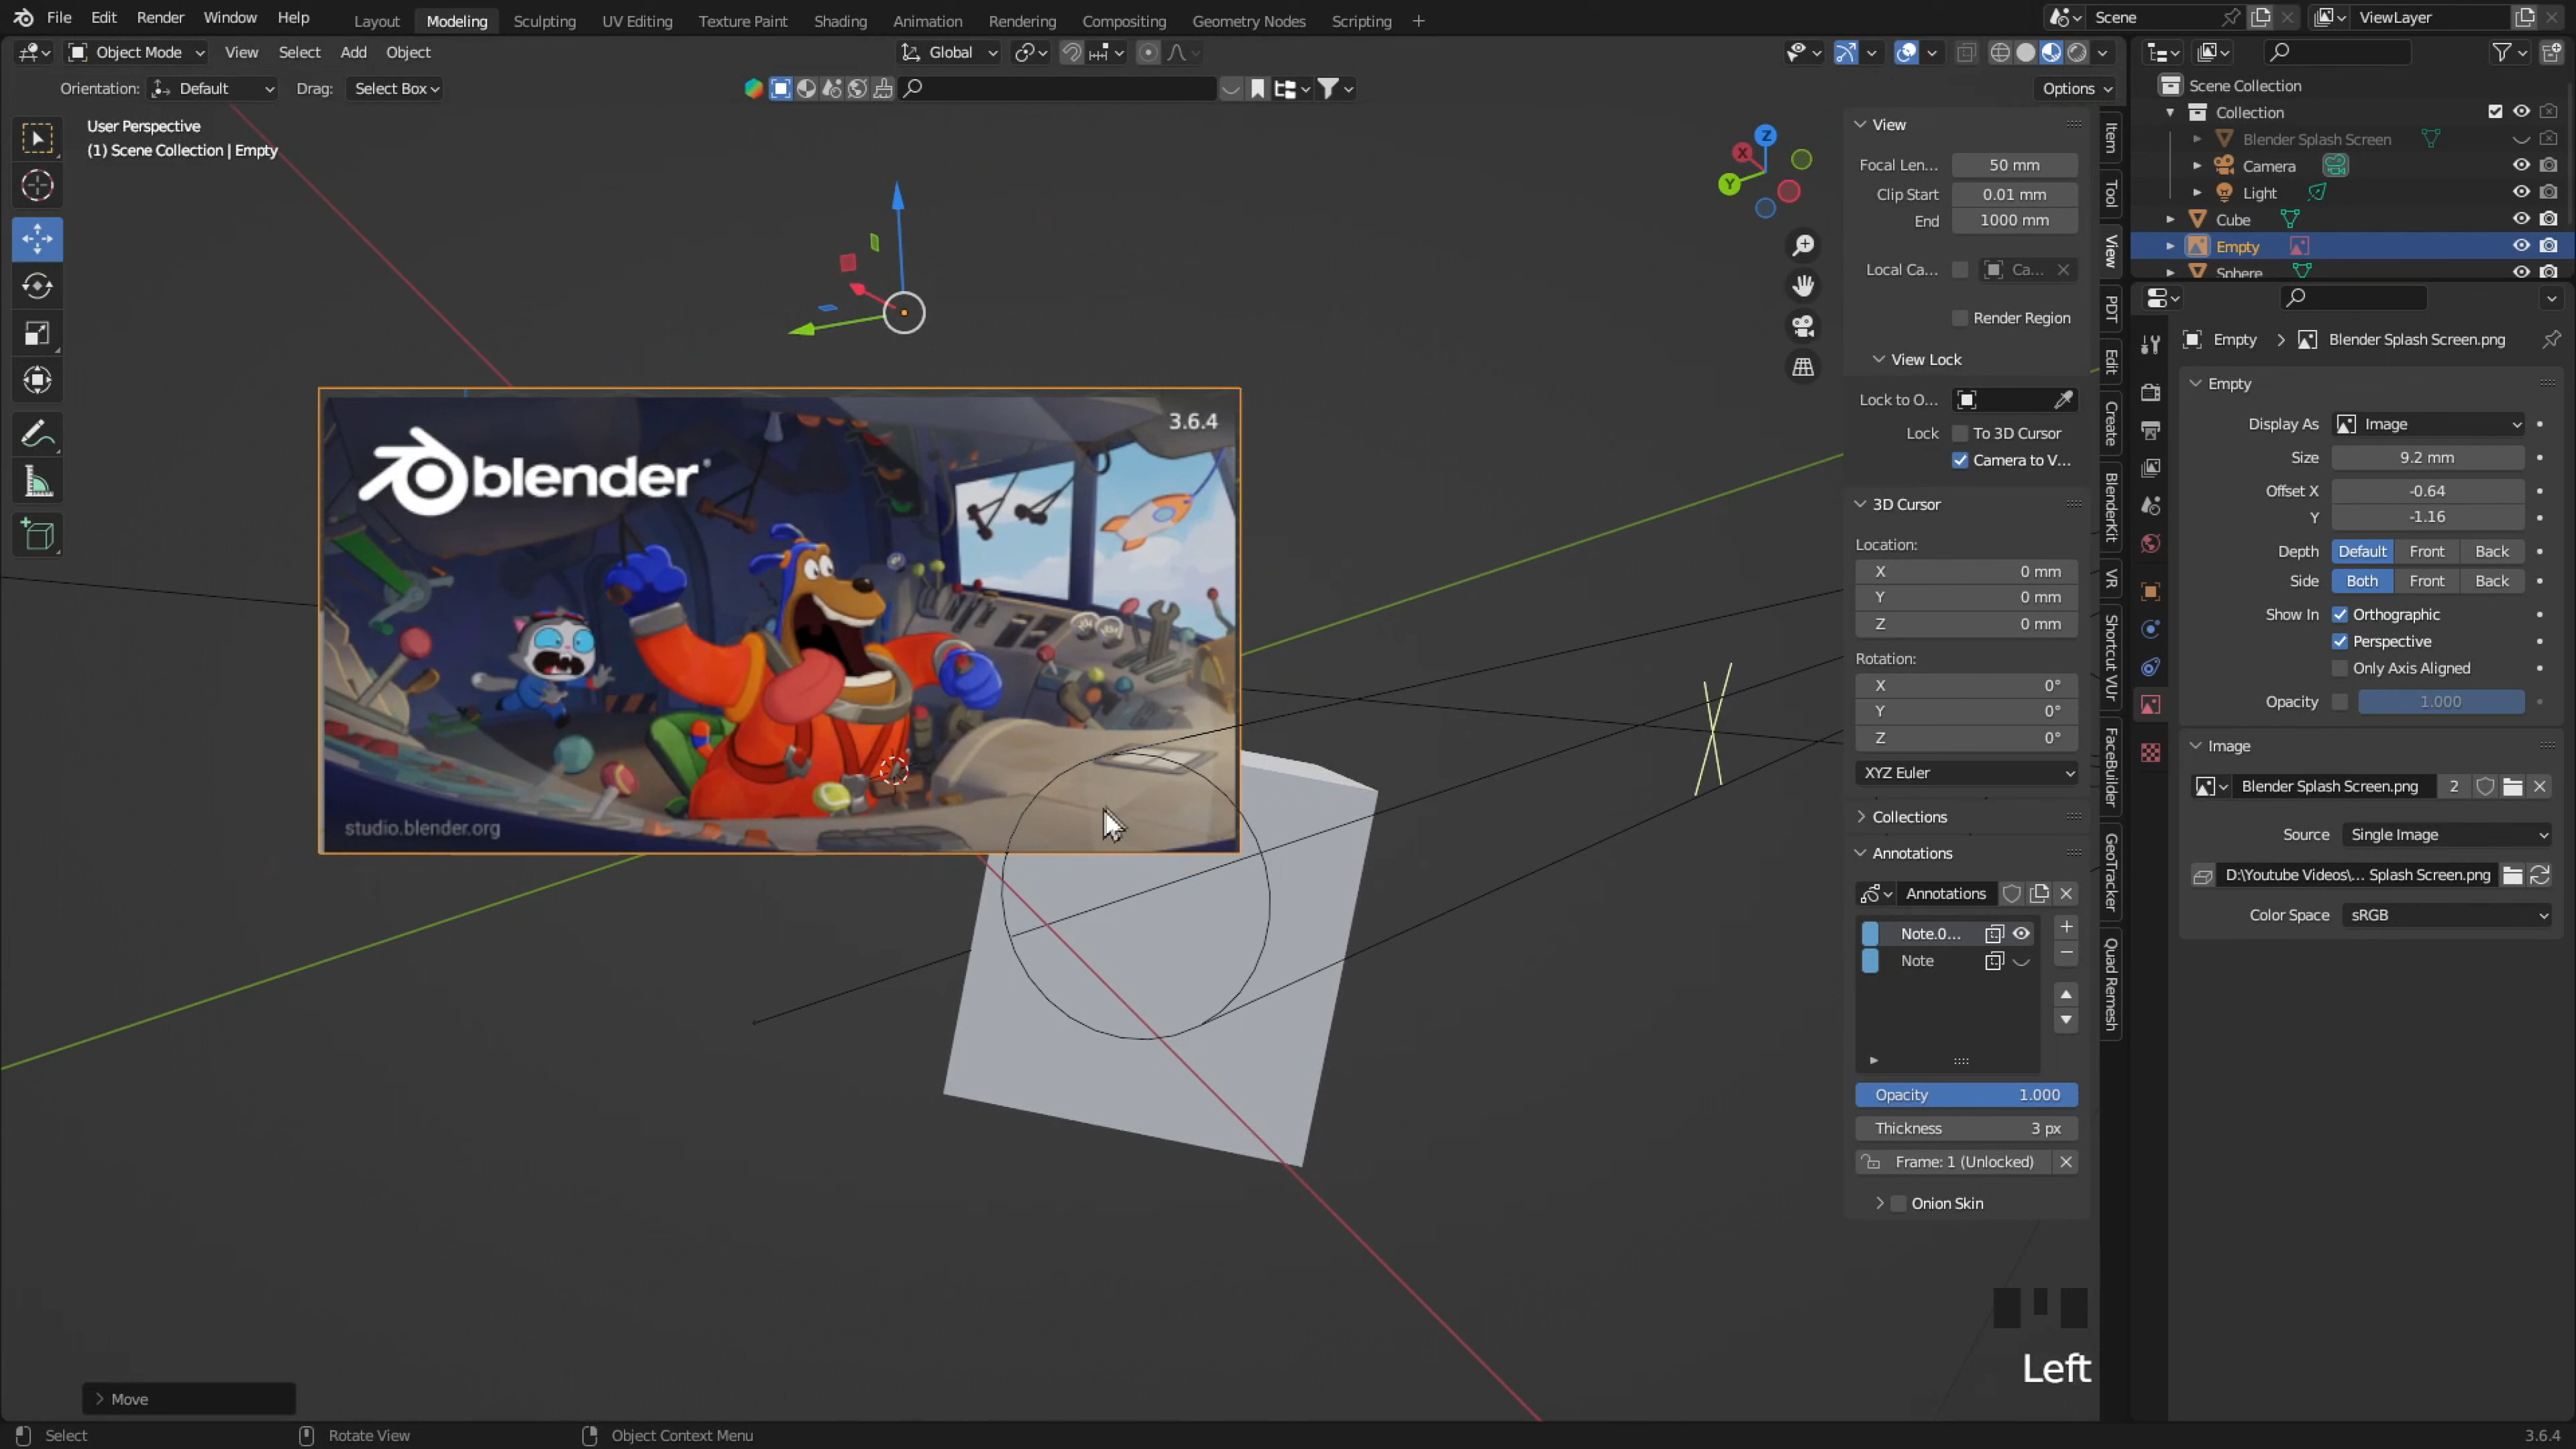 File Edit Render Window Help
Layout Modeling Sculpting UV Editing Texture Paint Shading Animation Rendering Compositing Geometry Nodes Scripting +
Scene
ViewLayer
Object Mode View Select Add Object
Global
Orientation: Default Drag: Select Box
Options
User Perspective
(1) Scene Collection | Empty
Z
X
Y
3.6.4
blender
studio.blender.org
View
Focal Len... 50 mm
Clip Start 0.01 mm
End 1000 mm
Local Ca... Ca...
Render Region
View Lock
Lock to O...
Lock To 3D Cursor
Camera to V...
3D Cursor
Location:
X 0 mm
Y 0 mm
Z 0 mm
Rotation:
X 0°
Y 0°
Z 0°
XYZ Euler
Collections
Annotations
Annotations
Note.0...
Note
Opacity 1.000
Thickness 3 px
Frame: 1 (Unlocked)
Onion Skin
Item
Tool
View
PDT
Edit
Create
BlenderKit
VR
Shortcut VUr
FaceBuilder
GeoTracker
Quad Remesh
Scene Collection
Collection
Blender Splash Screen
Camera
Light
Cube
Empty
Sphere
Empty > Blender Splash Screen.png
Empty
Display As Image
Size 9.2 mm
Offset X -0.64
Y -1.16
Depth Default Front Back
Side Both Front Back
Show In Orthographic
Perspective
Only Axis Aligned
Opacity 1.000
Image
Blender Splash Screen.png 2
Source Single Image
D:\Youtube Videos\... Splash Screen.png
Color Space sRGB
Left
Move
Select Rotate View Object Context Menu
3.6.4